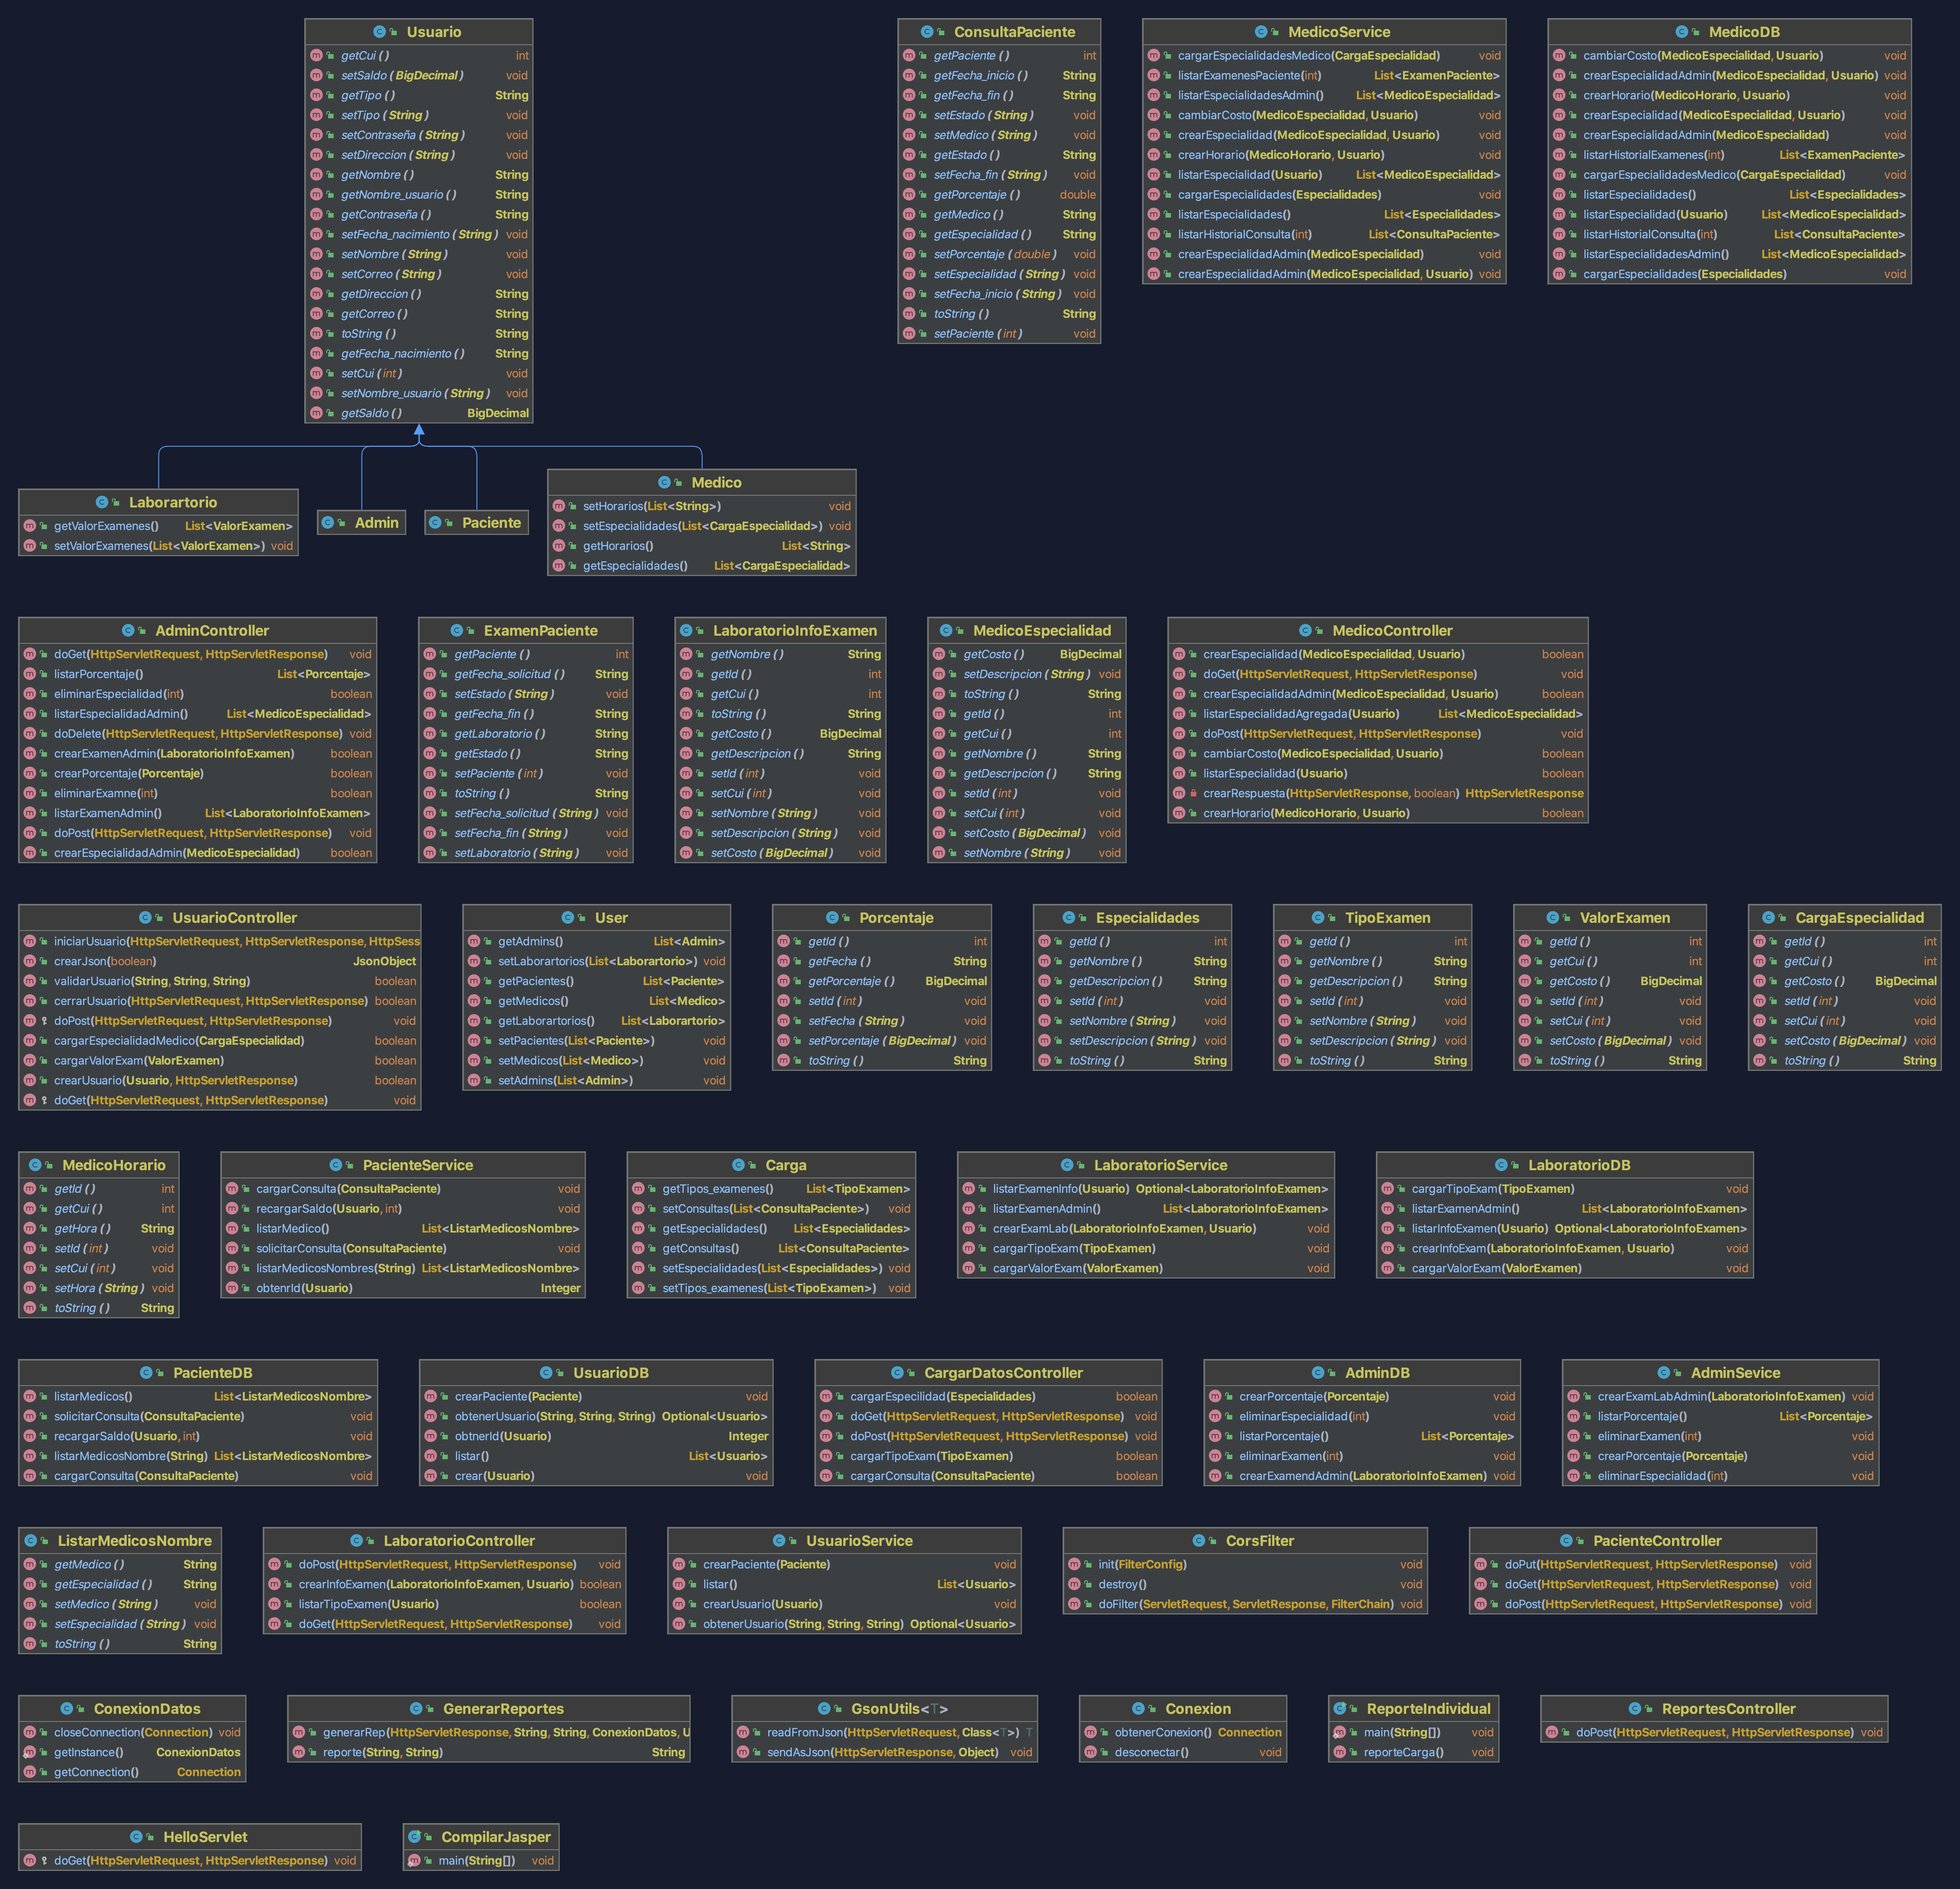 Usuario
getCui () int
setSaldo (BigDecimal) void
getTipo () String
setTipo (String) void
setContraseña (String) void
setDireccion (String) void
getNombre () String
getNombre_usuario () String
getContraseña () String
setFecha_nacimiento (String) void
setNombre (String) void
setCorreo (String) void
getDireccion () String
getCorreo () String
toString () String
getFecha_nacimiento () String
setCui (int) void
setNombre_usuario (String) void
getSaldo () BigDecimal
ConsultaPaciente
getPaciente () int
getFecha_inicio () String
getFecha_fin () String
setEstado (String) void
setMedico (String) void
getEstado () String
setFecha_fin (String) void
getPorcentaje () double
getMedico () String
getEspecialidad () String
setPorcentaje (double) void
setEspecialidad (String) void
setFecha_inicio (String) void
toString () String
setPaciente (int) void
MedicoService
cargarEspecialidadesMedico(CargaEspecialidad) void
listarExamenesPaciente(int) List<ExamenPaciente>
listarEspecialidadesAdmin() List<MedicoEspecialidad>
cambiarCosto(MedicoEspecialidad, Usuario) void
crearEspecialidad(MedicoEspecialidad, Usuario) void
crearHorario(MedicoHorario, Usuario) void
listarEspecialidad(Usuario) List<MedicoEspecialidad>
cargarEspecialidades(Especialidades) void
listarEspecialidades() List<Especialidades>
listarHistorialConsulta(int) List<ConsultaPaciente>
crearEspecialidadAdmin(MedicoEspecialidad) void
crearEspecialidadAdmin(MedicoEspecialidad, Usuario) void
MedicoDB
cambiarCosto(MedicoEspecialidad, Usuario) void
crearEspecialidadAdmin(MedicoEspecialidad, Usuario) void
crearHorario(MedicoHorario, Usuario) void
crearEspecialidad(MedicoEspecialidad, Usuario) void
crearEspecialidadAdmin(MedicoEspecialidad) void
listarHistorialExamenes(int) List<ExamenPaciente>
cargarEspecialidadesMedico(CargaEspecialidad) void
listarEspecialidades() List<Especialidades>
listarEspecialidad(Usuario) List<MedicoEspecialidad>
listarHistorialConsulta(int) List<ConsultaPaciente>
listarEspecialidadesAdmin() List<MedicoEspecialidad>
cargarEspecialidades(Especialidades) void
Laborartorio
getValorExamenes() List<ValorExamen>
setValorExamenes(List<ValorExamen>) void
Admin
Paciente
Medico
setHorarios(List<String>) void
setEspecialidades(List<CargaEspecialidad>) void
getHorarios() List<String>
getEspecialidades() List<CargaEspecialidad>
AdminController
doGet(HttpServletRequest, HttpServletResponse) void
listarPorcentaje() List<Porcentaje>
eliminarEspecialidad(int) boolean
listarEspecialidadAdmin() List<MedicoEspecialidad>
doDelete(HttpServletRequest, HttpServletResponse) void
crearExamenAdmin(LaboratorioInfoExamen) boolean
crearPorcentaje(Porcentaje) boolean
eliminarExamne(int) boolean
listarExamenAdmin() List<LaboratorioInfoExamen>
doPost(HttpServletRequest, HttpServletResponse) void
crearEspecialidadAdmin(MedicoEspecialidad) boolean
ExamenPaciente
getPaciente () int
getFecha_solicitud () String
setEstado (String) void
getFecha_fin () String
getLaboratorio () String
getEstado () String
setPaciente (int) void
toString () String
setFecha_solicitud (String) void
setFecha_fin (String) void
setLaboratorio (String) void
LaboratorioInfoExamen
getNombre () String
getId () int
getCui () int
toString () String
getCosto () BigDecimal
getDescripcion () String
setId (int) void
setCui (int) void
setNombre (String) void
setDescripcion (String) void
setCosto (BigDecimal) void
MedicoEspecialidad
getCosto () BigDecimal
setDescripcion (String) void
toString () String
getId () int
getCui () int
getNombre () String
getDescripcion () String
setId (int) void
setCui (int) void
setCosto (BigDecimal) void
setNombre (String) void
MedicoController
crearEspecialidad(MedicoEspecialidad, Usuario) boolean
doGet(HttpServletRequest, HttpServletResponse) void
crearEspecialidadAdmin(MedicoEspecialidad, Usuario) boolean
listarEspecialidadAgregada(Usuario) List<MedicoEspecialidad>
doPost(HttpServletRequest, HttpServletResponse) void
cambiarCosto(MedicoEspecialidad, Usuario) boolean
listarEspecialidad(Usuario) boolean
crearRespuesta(HttpServletResponse, boolean) HttpServletResponse
crearHorario(MedicoHorario, Usuario) boolean
UsuarioController
iniciarUsuario(HttpServletRequest, HttpServletResponse, HttpSess
crearJson(boolean) JsonObject
validarUsuario(String, String, String) boolean
cerrarUsuario(HttpServletRequest, HttpServletResponse) boolean
doPost(HttpServletRequest, HttpServletResponse) void
cargarEspecialidadMedico(CargaEspecialidad) boolean
cargarValorExam(ValorExamen) boolean
crearUsuario(Usuario, HttpServletResponse) boolean
doGet(HttpServletRequest, HttpServletResponse) void
User
getAdmins() List<Admin>
setLaborartorios(List<Laborartorio>) void
getPacientes() List<Paciente>
getMedicos() List<Medico>
getLaborartorios() List<Laborartorio>
setPacientes(List<Paciente>) void
setMedicos(List<Medico>) void
setAdmins(List<Admin>) void
Porcentaje
getId () int
getFecha () String
getPorcentaje () BigDecimal
setId (int) void
setFecha (String) void
setPorcentaje (BigDecimal) void
toString () String
Especialidades
getId () int
getNombre () String
getDescripcion () String
setId (int) void
setNombre (String) void
setDescripcion (String) void
toString () String
TipoExamen
getId () int
getNombre () String
getDescripcion () String
setId (int) void
setNombre (String) void
setDescripcion (String) void
toString () String
ValorExamen
getId () int
getCui () int
getCosto () BigDecimal
setId (int) void
setCui (int) void
setCosto (BigDecimal) void
toString () String
CargaEspecialidad
getId () int
getCui () int
getCosto () BigDecimal
setId (int) void
setCui (int) void
setCosto (BigDecimal) void
toString () String
MedicoHorario
getId () int
getCui () int
getHora () String
setId (int) void
setCui (int) void
setHora (String) void
toString () String
PacienteService
cargarConsulta(ConsultaPaciente) void
recargarSaldo(Usuario, int) void
listarMedico() List<ListarMedicosNombre>
solicitarConsulta(ConsultaPaciente) void
listarMedicosNombres(String) List<ListarMedicosNombre>
obtenrId(Usuario) Integer
Carga
getTipos_examenes() List<TipoExamen>
setConsultas(List<ConsultaPaciente>) void
getEspecialidades() List<Especialidades>
getConsultas() List<ConsultaPaciente>
setEspecialidades(List<Especialidades>) void
setTipos_examenes(List<TipoExamen>) void
LaboratorioService
listarExamenInfo(Usuario) Optional<LaboratorioInfoExamen>
listarExamenAdmin() List<LaboratorioInfoExamen>
crearExamLab(LaboratorioInfoExamen, Usuario) void
cargarTipoExam(TipoExamen) void
cargarValorExam(ValorExamen) void
LaboratorioDB
cargarTipoExam(TipoExamen) void
listarExamenAdmin() List<LaboratorioInfoExamen>
listarInfoExamen(Usuario) Optional<LaboratorioInfoExamen>
crearInfoExam(LaboratorioInfoExamen, Usuario) void
cargarValorExam(ValorExamen) void
PacienteDB
listarMedicos() List<ListarMedicosNombre>
solicitarConsulta(ConsultaPaciente) void
recargarSaldo(Usuario, int) void
listarMedicosNombre(String) List<ListarMedicosNombre>
cargarConsulta(ConsultaPaciente) void
UsuarioDB
crearPaciente(Paciente) void
obtenerUsuario(String, String, String) Optional<Usuario>
obtnerId(Usuario) Integer
listar() List<Usuario>
crear(Usuario) void
CargarDatosController
cargarEspecilidad(Especialidades) boolean
doGet(HttpServletRequest, HttpServletResponse) void
doPost(HttpServletRequest, HttpServletResponse) void
cargarTipoExam(TipoExamen) boolean
cargarConsulta(ConsultaPaciente) boolean
AdminDB
crearPorcentaje(Porcentaje) void
eliminarEspecialidad(int) void
listarPorcentaje() List<Porcentaje>
eliminarExamen(int) void
crearExamendAdmin(LaboratorioInfoExamen) void
AdminSevice
crearExamLabAdmin(LaboratorioInfoExamen) void
listarPorcentaje() List<Porcentaje>
eliminarExamen(int) void
crearPorcentaje(Porcentaje) void
eliminarEspecialidad(int) void
ListarMedicosNombre
getMedico () String
getEspecialidad () String
setMedico (String) void
setEspecialidad (String) void
toString () String
LaboratorioController
doPost(HttpServletRequest, HttpServletResponse) void
crearInfoExamen(LaboratorioInfoExamen, Usuario) boolean
listarTipoExamen(Usuario) boolean
doGet(HttpServletRequest, HttpServletResponse) void
UsuarioService
crearPaciente(Paciente) void
listar() List<Usuario>
crearUsuario(Usuario) void
obtenerUsuario(String, String, String) Optional<Usuario>
CorsFilter
init(FilterConfig) void
destroy() void
doFilter(ServletRequest, ServletResponse, FilterChain) void
PacienteController
doPut(HttpServletRequest, HttpServletResponse) void
doGet(HttpServletRequest, HttpServletResponse) void
doPost(HttpServletRequest, HttpServletResponse) void
ConexionDatos
closeConnection(Connection) void
getInstance() ConexionDatos
getConnection() Connection
GenerarReportes
generarRep(HttpServletResponse, String, String, ConexionDatos, U
reporte(String, String) String
GsonUtils<T>
readFromJson(HttpServletRequest, Class<T>) T
sendAsJson(HttpServletResponse, Object) void
Conexion
obtenerConexion() Connection
desconectar() void
ReporteIndividual
main(String[]) void
reporteCarga() void
ReportesController
doPost(HttpServletRequest, HttpServletResponse) void
HelloServlet
doGet(HttpServletRequest, HttpServletResponse) void
CompilarJasper
main(String[]) void